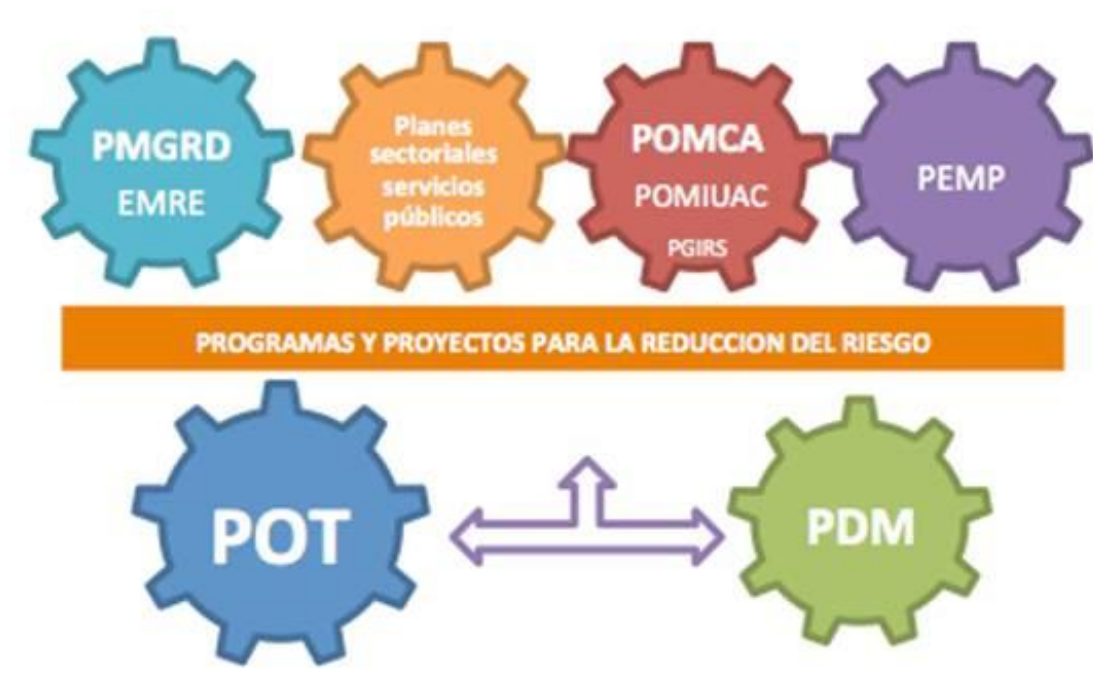 PMGRD
EMRE
Planes
sectoriales
servicios
públicos
POMCA
POMIUAC
PGIRS
PEMP
PROGRAMAS Y PROYECTOS PARA LA REDUCCION DEL RIESGO
POT
PDM